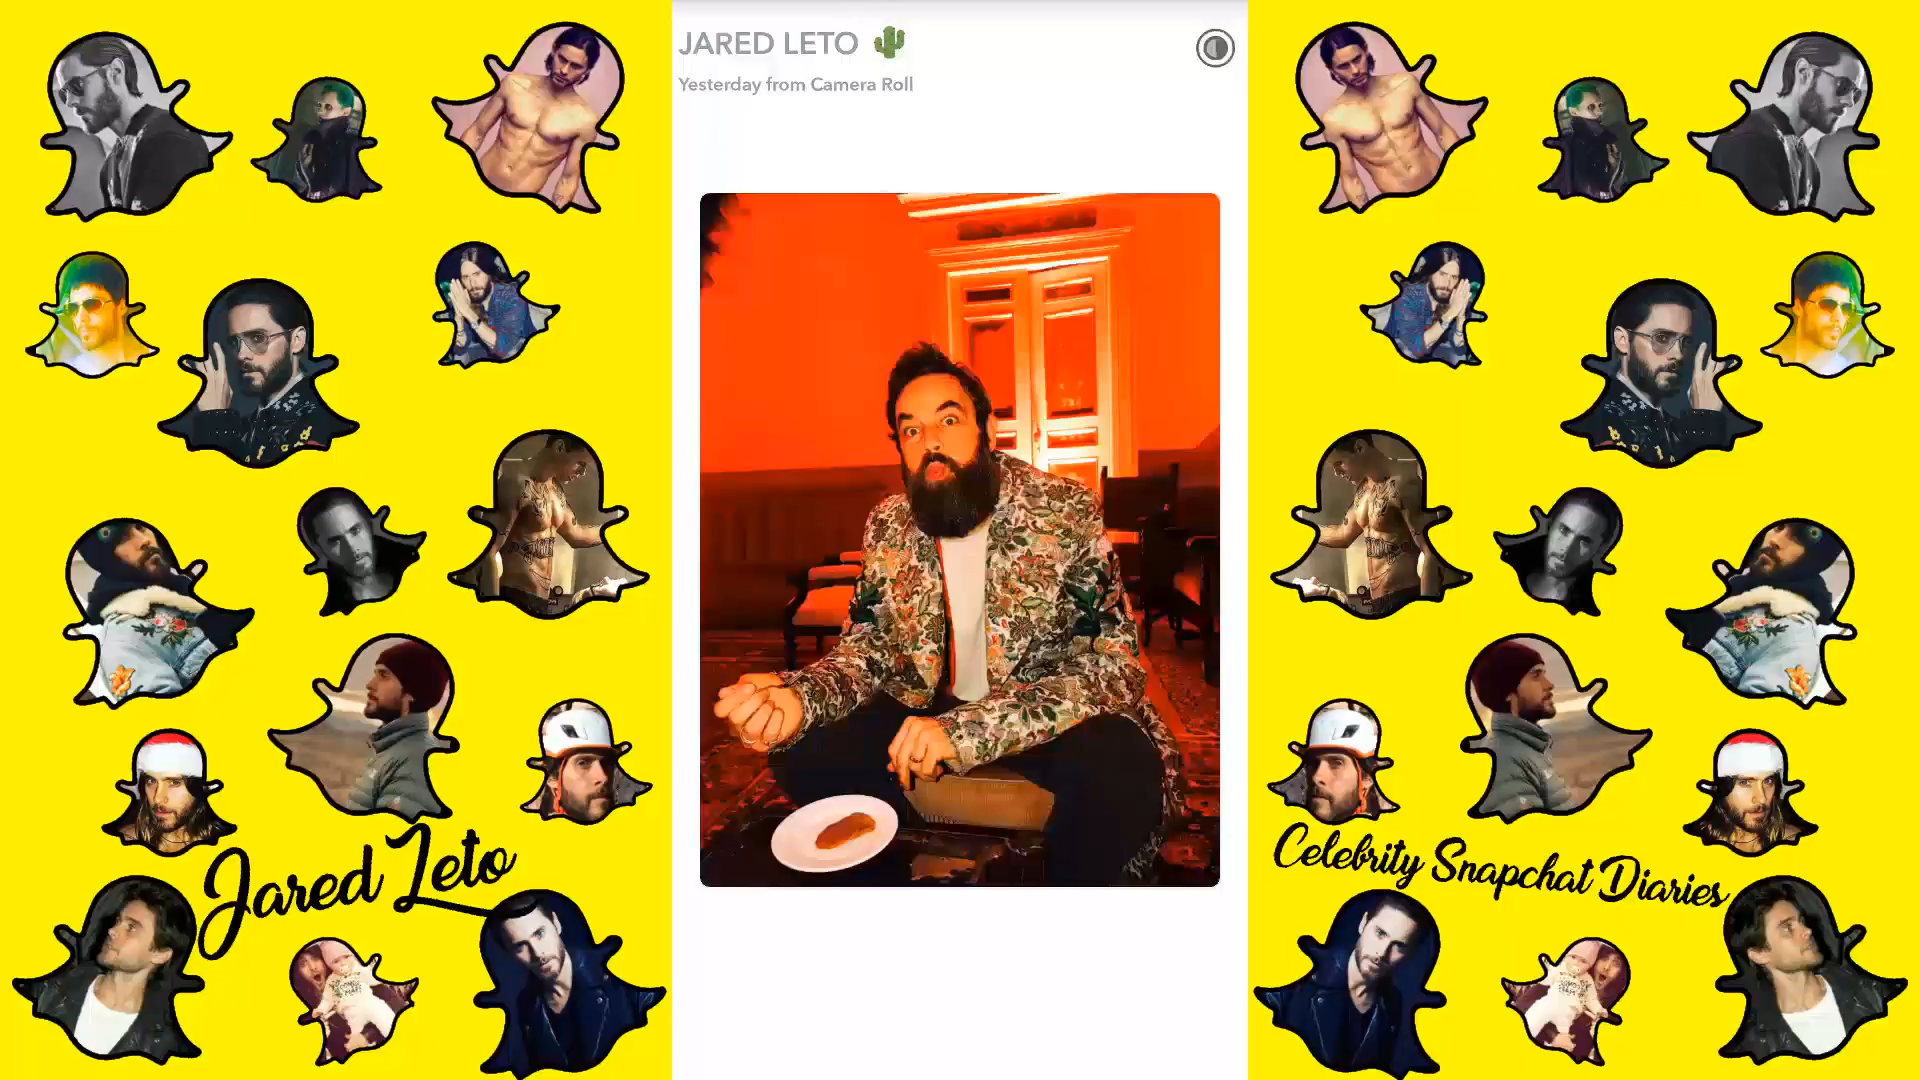 JARED LETO 🌵
Yesterday from Camera Roll
Jared Leto
Celebrity Snapchat Diaries